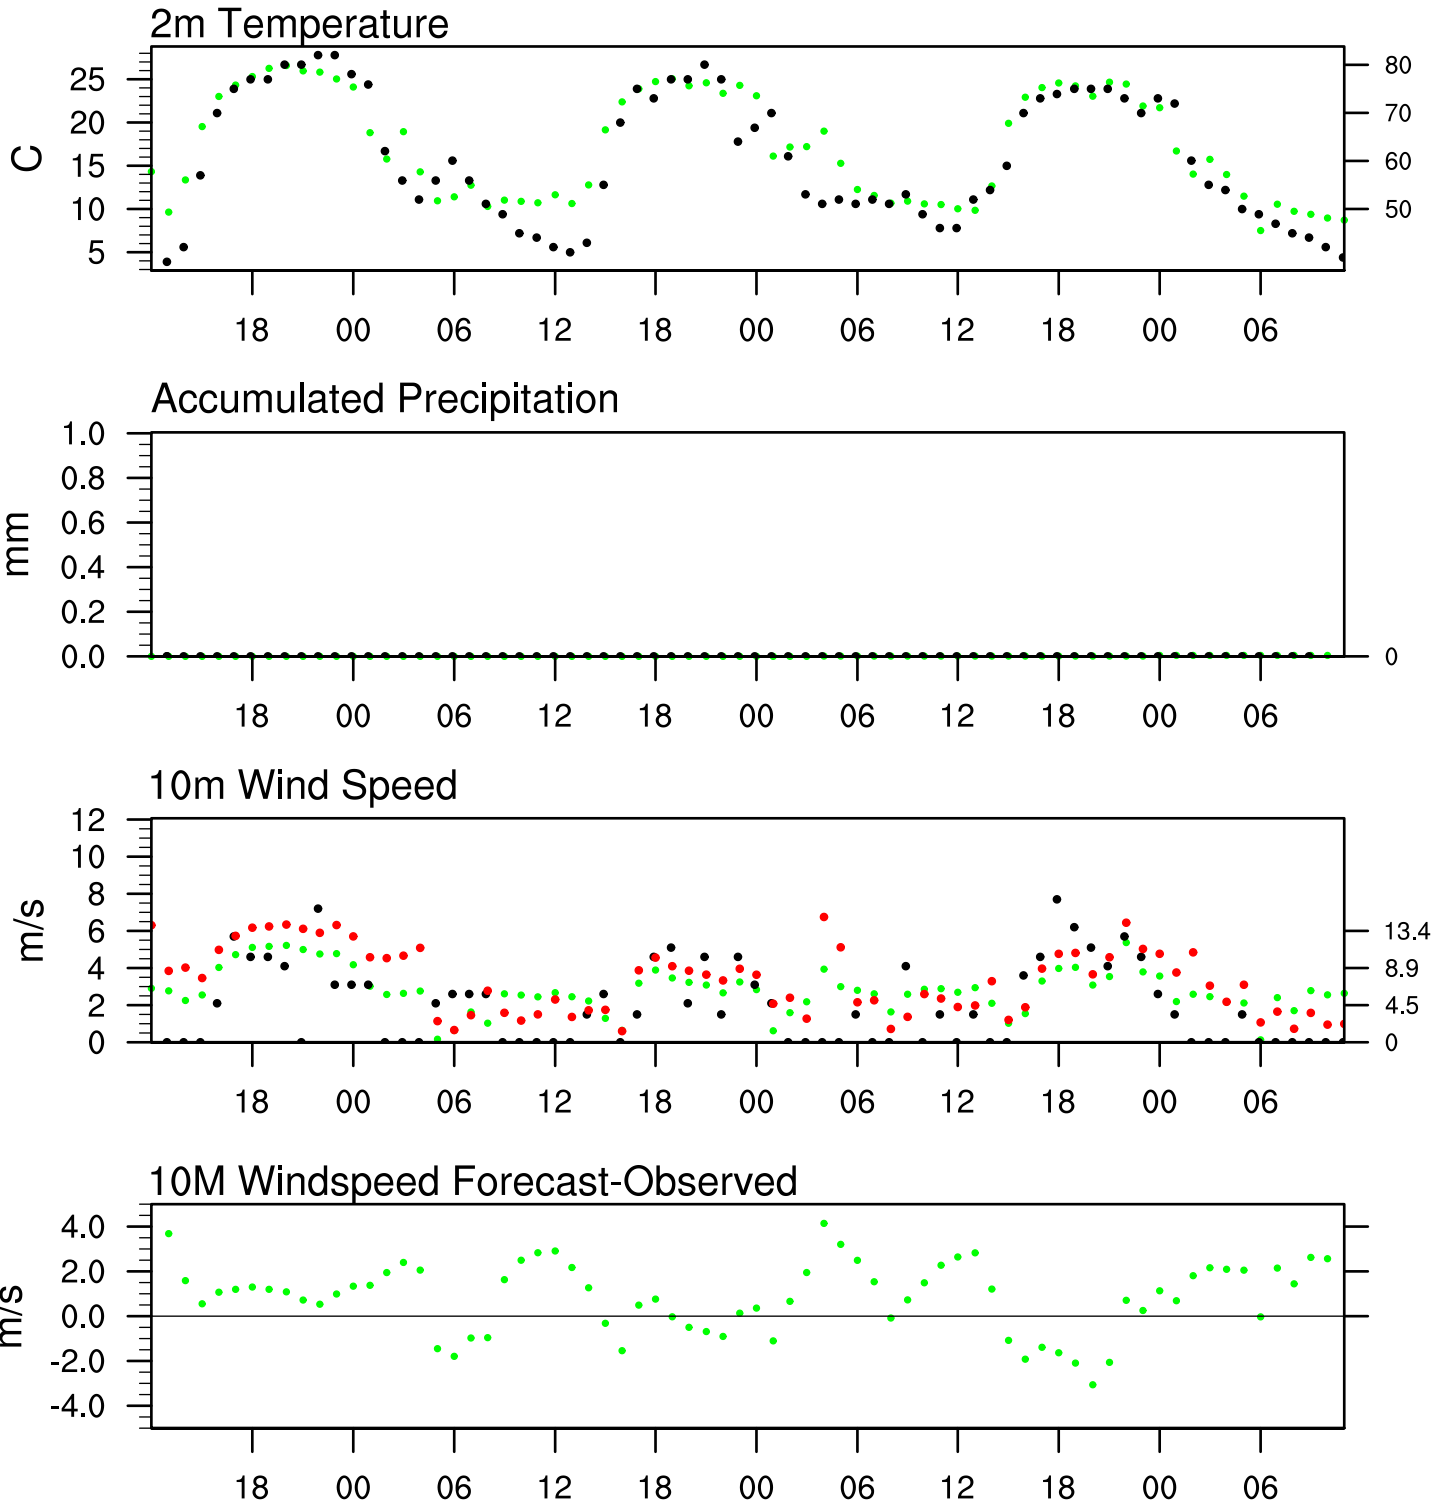 2m Temperature
25
20
15
10
5
C
80
70
60
50
18 00 06 12 18 00 06 12 18 00 06
Accumulated Precipitation
1.0
0.8
0.6
0.4
0.2
0.0
mm
0
18 00 06 12 18 00 06 12 18 00 06
10m Wind Speed
12
10
8
6
4
2
0
m/s
13.4
8.9
4.5
0
18 00 06 12 18 00 06 12 18 00 06
10M Windspeed Forecast-Observed
4.0
2.0
0.0
-2.0
-4.0
m/s
18 00 06 12 18 00 06 12 18 00 06